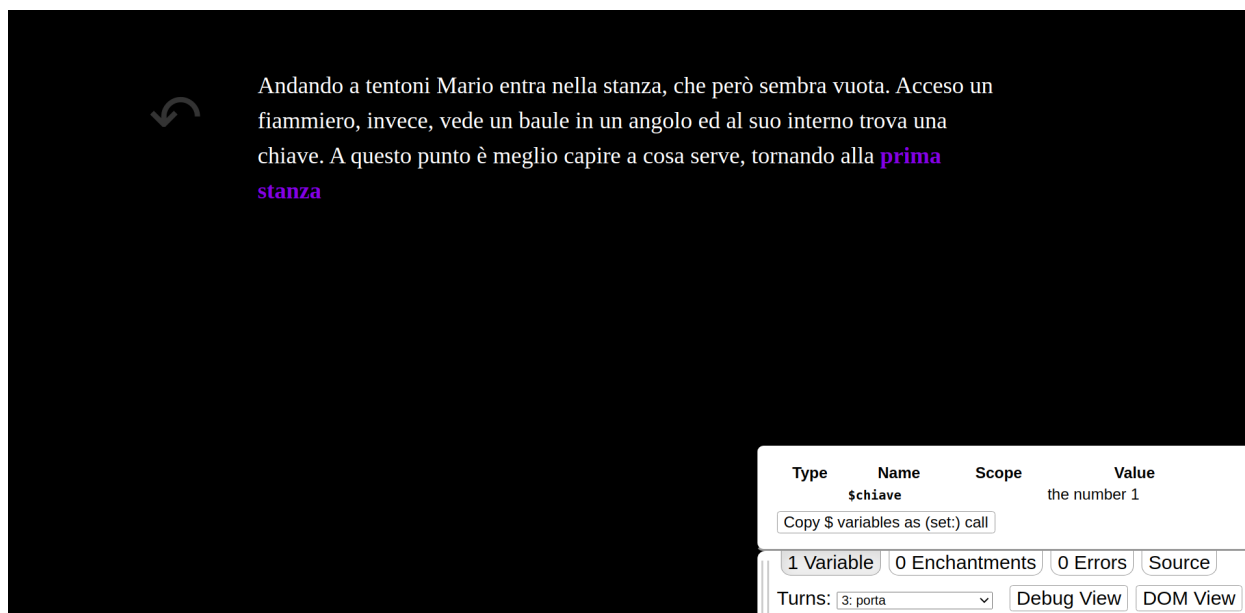 Andando a tentoni Mario entra nella stanza, che però sembra vuota. Acceso un
fiammiero, invece, vede un baule in un angolo ed al suo interno trova una
chiave. A questo punto è meglio capire a cosa serve, tornando alla prima
stanza
Type Name Scope Value
$chiave the number 1
Copy $ variables as (set:) call
1 Variable 0 Enchantments 0 Errors Source
Turns: 3: porta Debug View DOM View